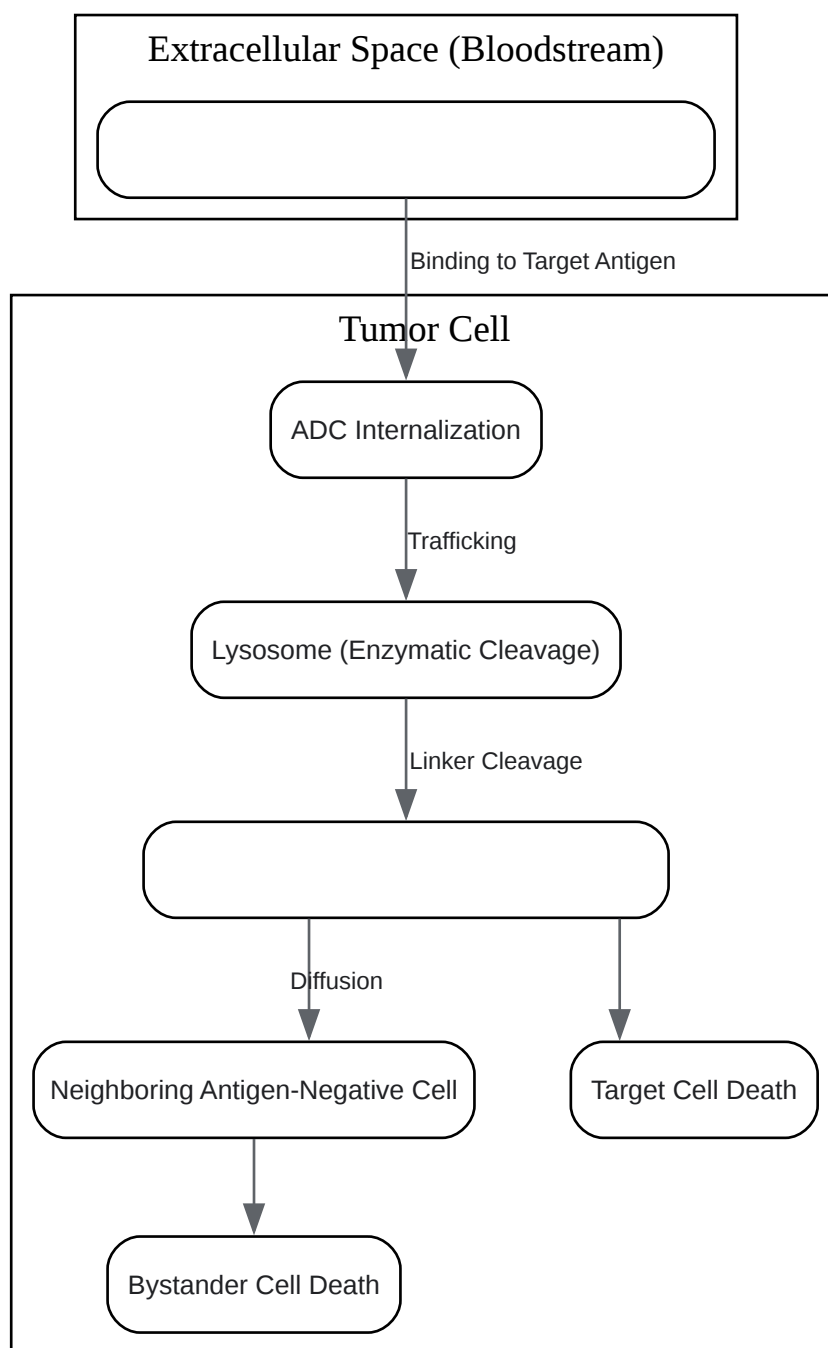 Extracellular Space (Bloodstream)
Binding to Target Antigen
Tumor Cell
ADC Internalization
Trafficking
Lysosome (Enzymatic Cleavage)
Linker Cleavage
Diffusion
Neighboring Antigen-Negative Cell
Target Cell Death
Bystander Cell Death